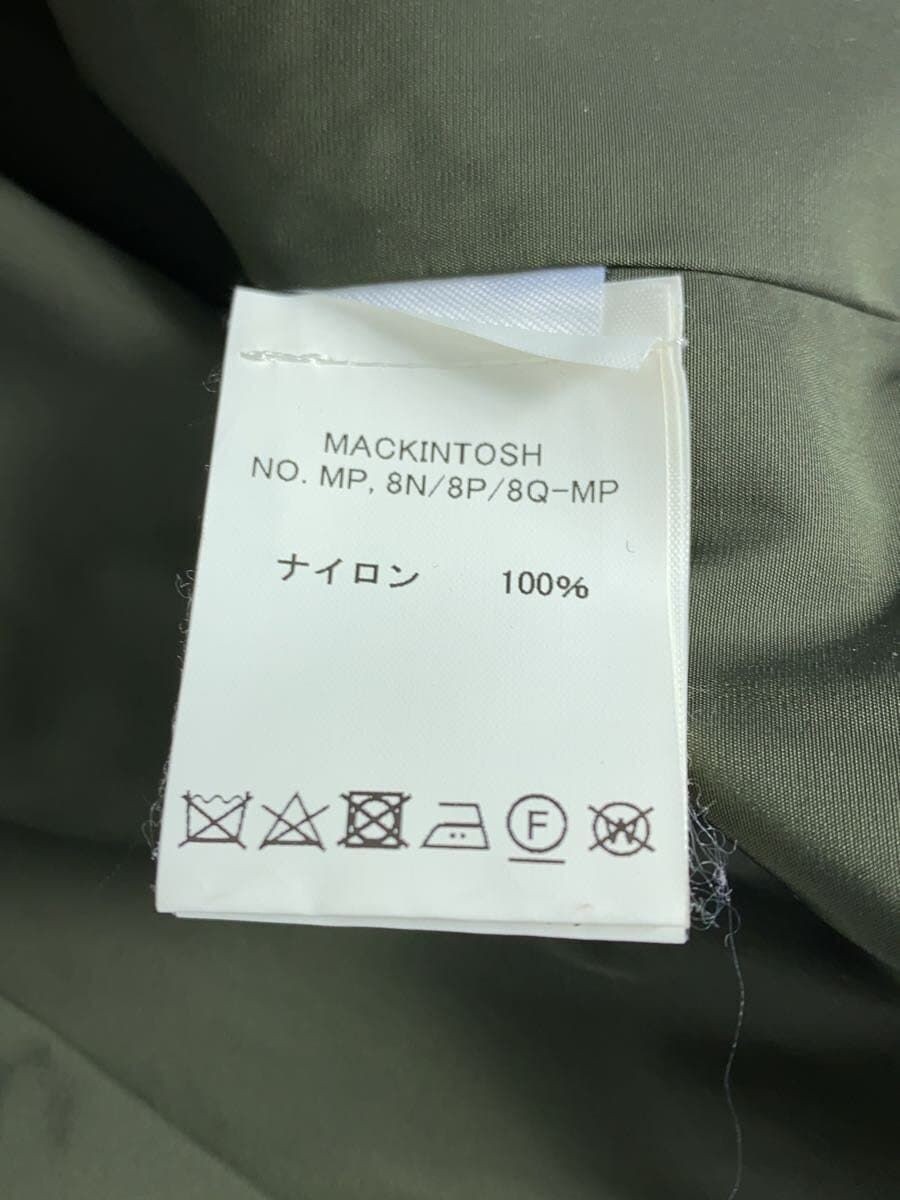 MACKINTOSH
NO. MP, 8N/8P/8Q-MP
ナイロン 100%
F W